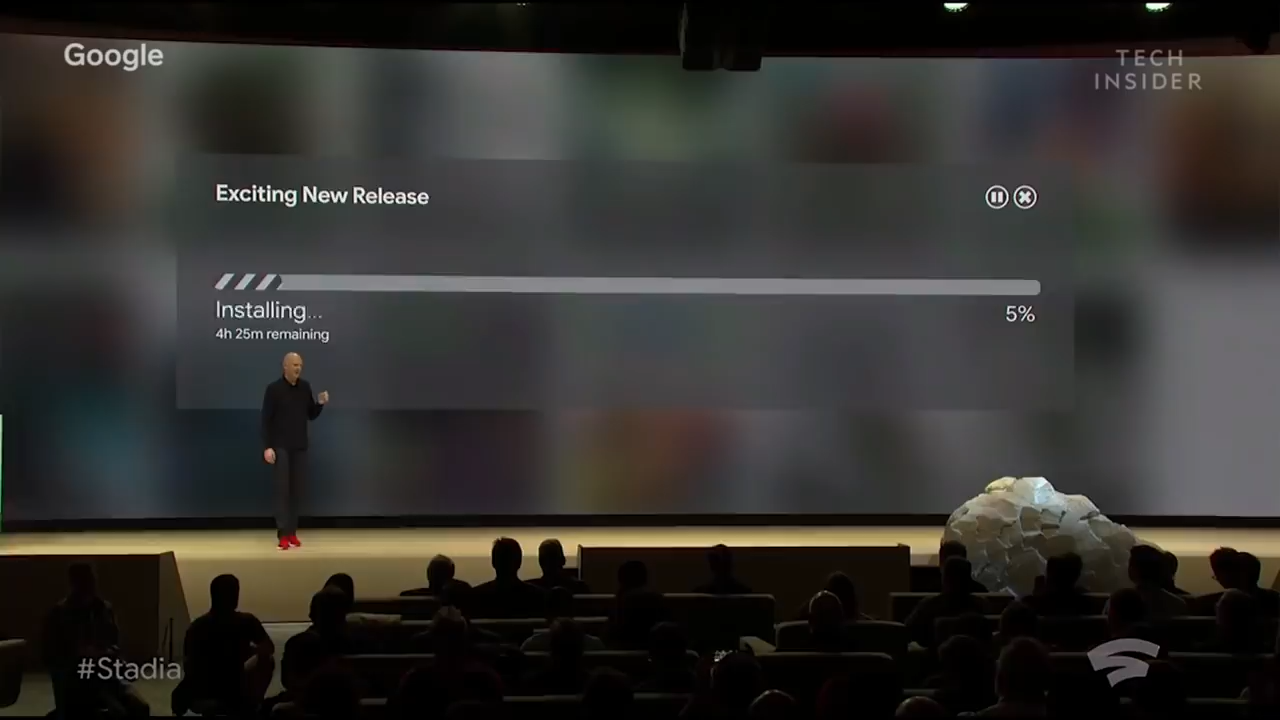 Google
TECH
INSIDER
Exciting New Release
Installing...
5%
4h 25m remaining
#Stadia